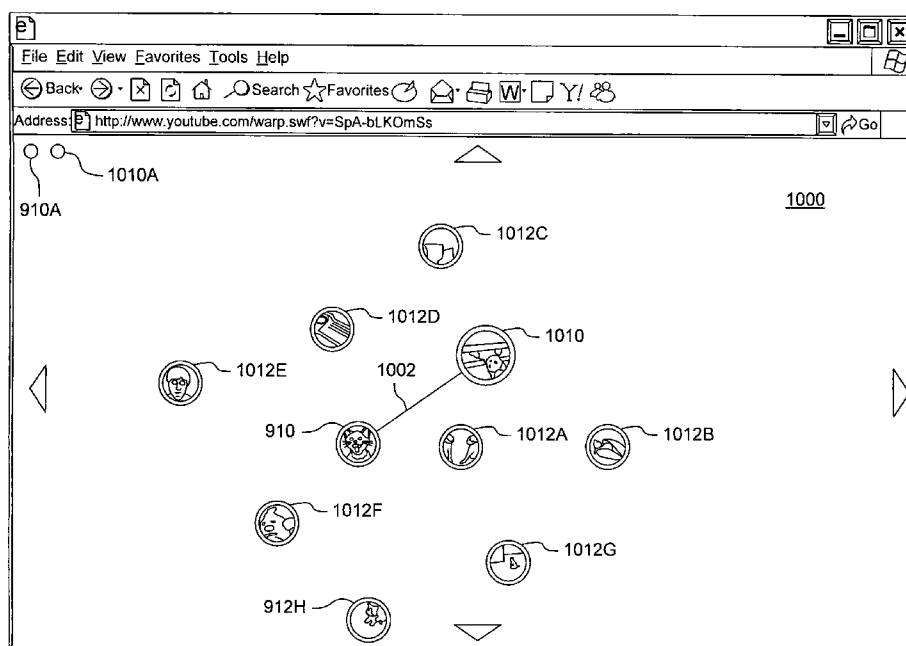 File Edit View Favorites Tools Help
Back Search Favorites W Y!
Address: http://www.youtube.com/warp.swf?v=SpA-bLKOmSs Go
1010A
910A
1000
1012C
1012D
1010
1012E
1002
910
1012A
1012B
1012F
1012G
912H